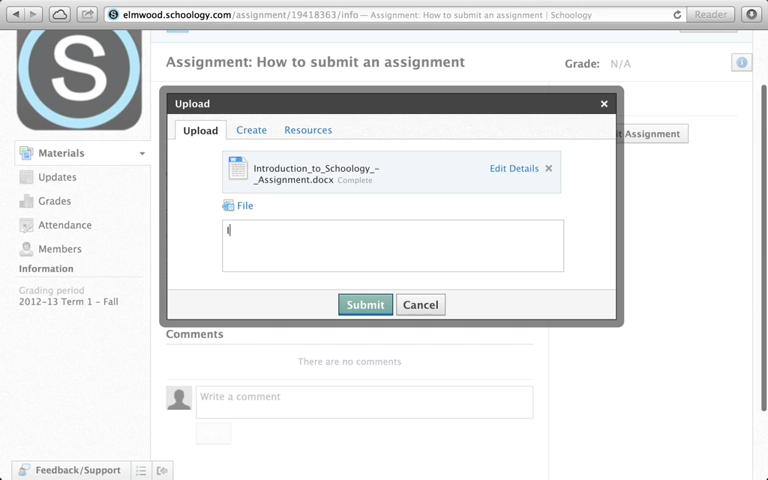 elmwood.schoology.com/assignment/19418363/info — Assignment: How to submit an assignment | Schoology
Reader
S
Assignment: How to submit an assignment
Grade: N/A
Upload
Upload
Create
Resources
Introduction_to_Schoology_-
_Assignment.docx Complete
Edit Details
File
I
Submit
Cancel
it Assignment
Materials
Updates
Grades
Attendance
Members
Information
Grading period
2012-13 Term 1 - Fall
Comments
There are no comments
Write a comment
Feedback/Support